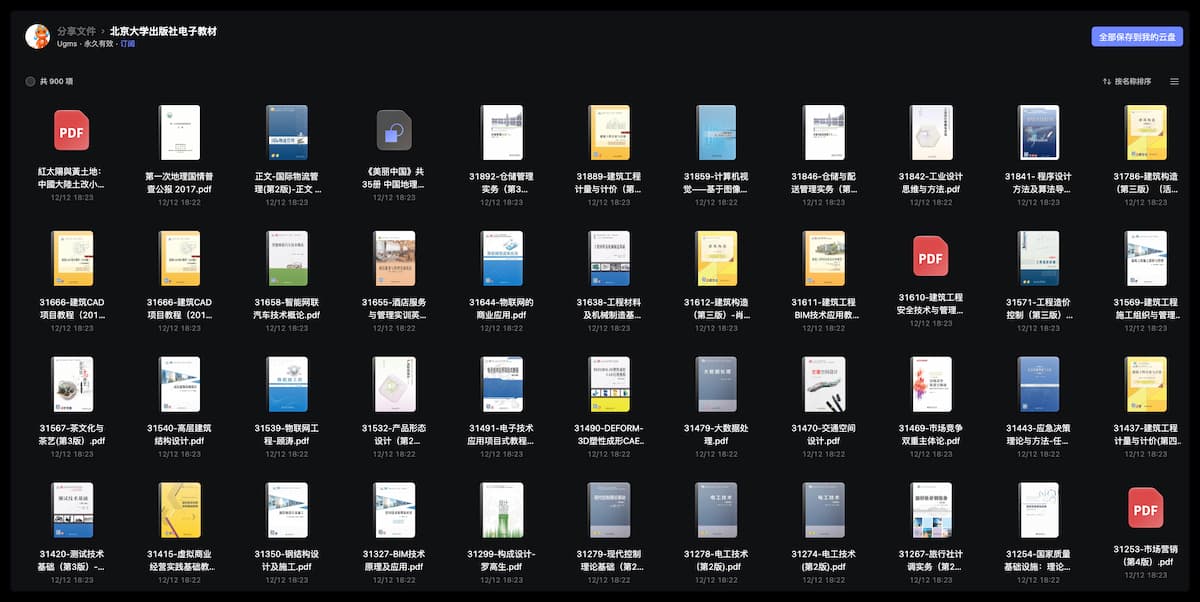 分享文件 › 北京大学出版社电子教材
Ugms · 永久有效 · 订阅
全部保存到我的云盘
共 900 项
按名称排序
PDF
紅太陽與黃土地：
中國大陸土改小...
12/12 18:23
第一次地理国情普
查公报 2017.pdf
12/12 18:22
正文-国际物流管
理(第2版)-正文 ...
12/12 18:23
《美丽中国》共
35册 中国地理...
12/12 18:23
31892-仓储管理
实务（第3...
12/12 18:23
31889-建筑工程
计量与计价（第...
12/12 18:23
31859-计算机视
觉——基于图像...
12/12 18:22
31846-仓储与配
送管理实务（第...
12/12 18:23
31842-工业设计
思维与方法.pdf
12/12 18:23
31841- 程序设计
方法及算法导...
12/12 18:23
31786-建筑构造
（第三版）（活...
12/12 18:22
31666-建筑CAD
项目教程（201...
12/12 18:23
31666-建筑CAD
项目教程（201...
12/12 18:23
31658-智能网联
汽车技术概论.pdf
12/12 18:23
31655-酒店服务
与管理实训英...
12/12 18:22
31644-物联网的
商业应用.pdf
12/12 18:23
31638-工程材料
及机械制造基...
12/12 18:23
31612-建筑构造
（第三版）-肖...
12/12 18:23
31611-建筑工程
BIM技术应用教...
12/12 18:22
PDF
31610-建筑工程
安全技术与管理...
12/12 18:23
31571-工程造价
控制（第三版）...
12/12 18:23
31569-建筑工程
施工组织与管理..
12/12 18:23
31567-茶文化与
茶艺(第3版）.pdf
12/12 18:23
31540-高层建筑
结构设计.pdf
12/12 18:22
31539-物联网工
程-顾涛.pdf
12/12 18:23
31532-产品形态
设计（第2...
12/12 18:23
31491-电子技术
应用项目式教程...
12/12 18:23
31490-DEFORM-
3D塑性成形CAE..
12/12 18:22
31479-大数据处
理.pdf
12/12 18:23
31470-交通空间
设计.pdf
12/12 18:23
31469-市场竞争
双重主体论.pdf
12/12 18:23
31443-应急决策
理论与方法-任...
12/12 18:23
31437-建筑工程
计量与计价(第四..
12/12 18:22
测试技术基础
31420-测试技术
基础（第3版）-...
12/12 18:23
31415-虚拟商业
经营实践基础教...
12/12 18:22
31350-钢结构设
计及施工.pdf
12/12 18:23
31327-BIM技术
原理及应用.pdf
12/12 18:23
31299-构成设计-
罗高生.pdf
12/12 18:22
31279-现代控制
理论基础（第2...
12/12 18:22
电工技术
31278-电工技术
(第2版).pdf
12/12 18:23
电工技术
31274-电工技术
(第2版).pdf
12/12 18:22
31267-旅行社计
调实务（第2...
12/12 18:23
31254-国家质量
基础设施：理论...
12/12 18:22
PDF
31253-市场营销
（第4版）.pdf
12/12 18:23